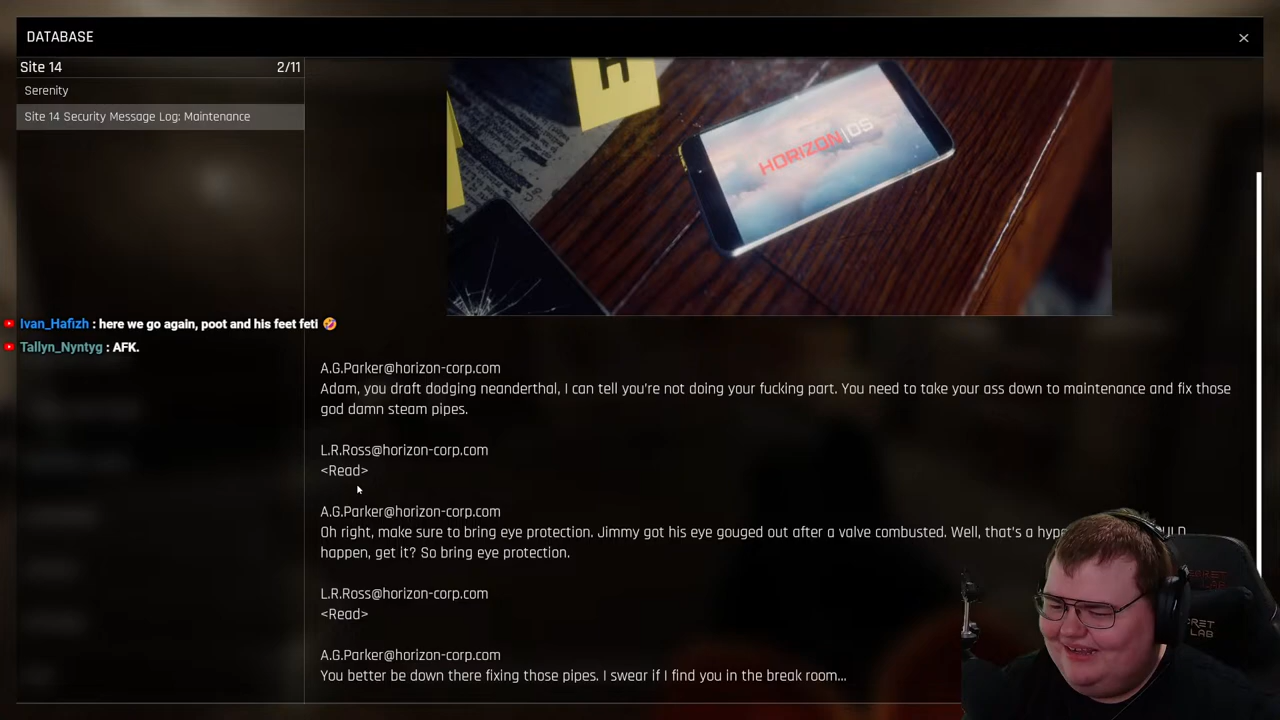 DATABASE
Site 14 2/11
Serenity
Site 14 Security Message Log: Maintenance
H
HORIZON|OS
Ivan_Hafizh : here we go again, poot and his feet feti 🤣
Tallyn_Nyntyg : AFK.
A.G.Parker@horizon-corp.com
Adam, you draft dodging neanderthal, I can tell you're not doing your fucking part. You need to take your ass down to maintenance and fix those
god damn steam pipes.
L.R.Ross@horizon-corp.com
<Read>
A.G.Parker@horizon-corp.com
Oh right, make sure to bring eye protection. Jimmy got his eye gouged out after a valve combusted. Well, that's a
happen, get it? So bring eye protection.
L.R.Ross@horizon-corp.com
<Read>
A.G.Parker@horizon-corp.com
You better be down there fixing those pipes. I swear if I find you in the break room...